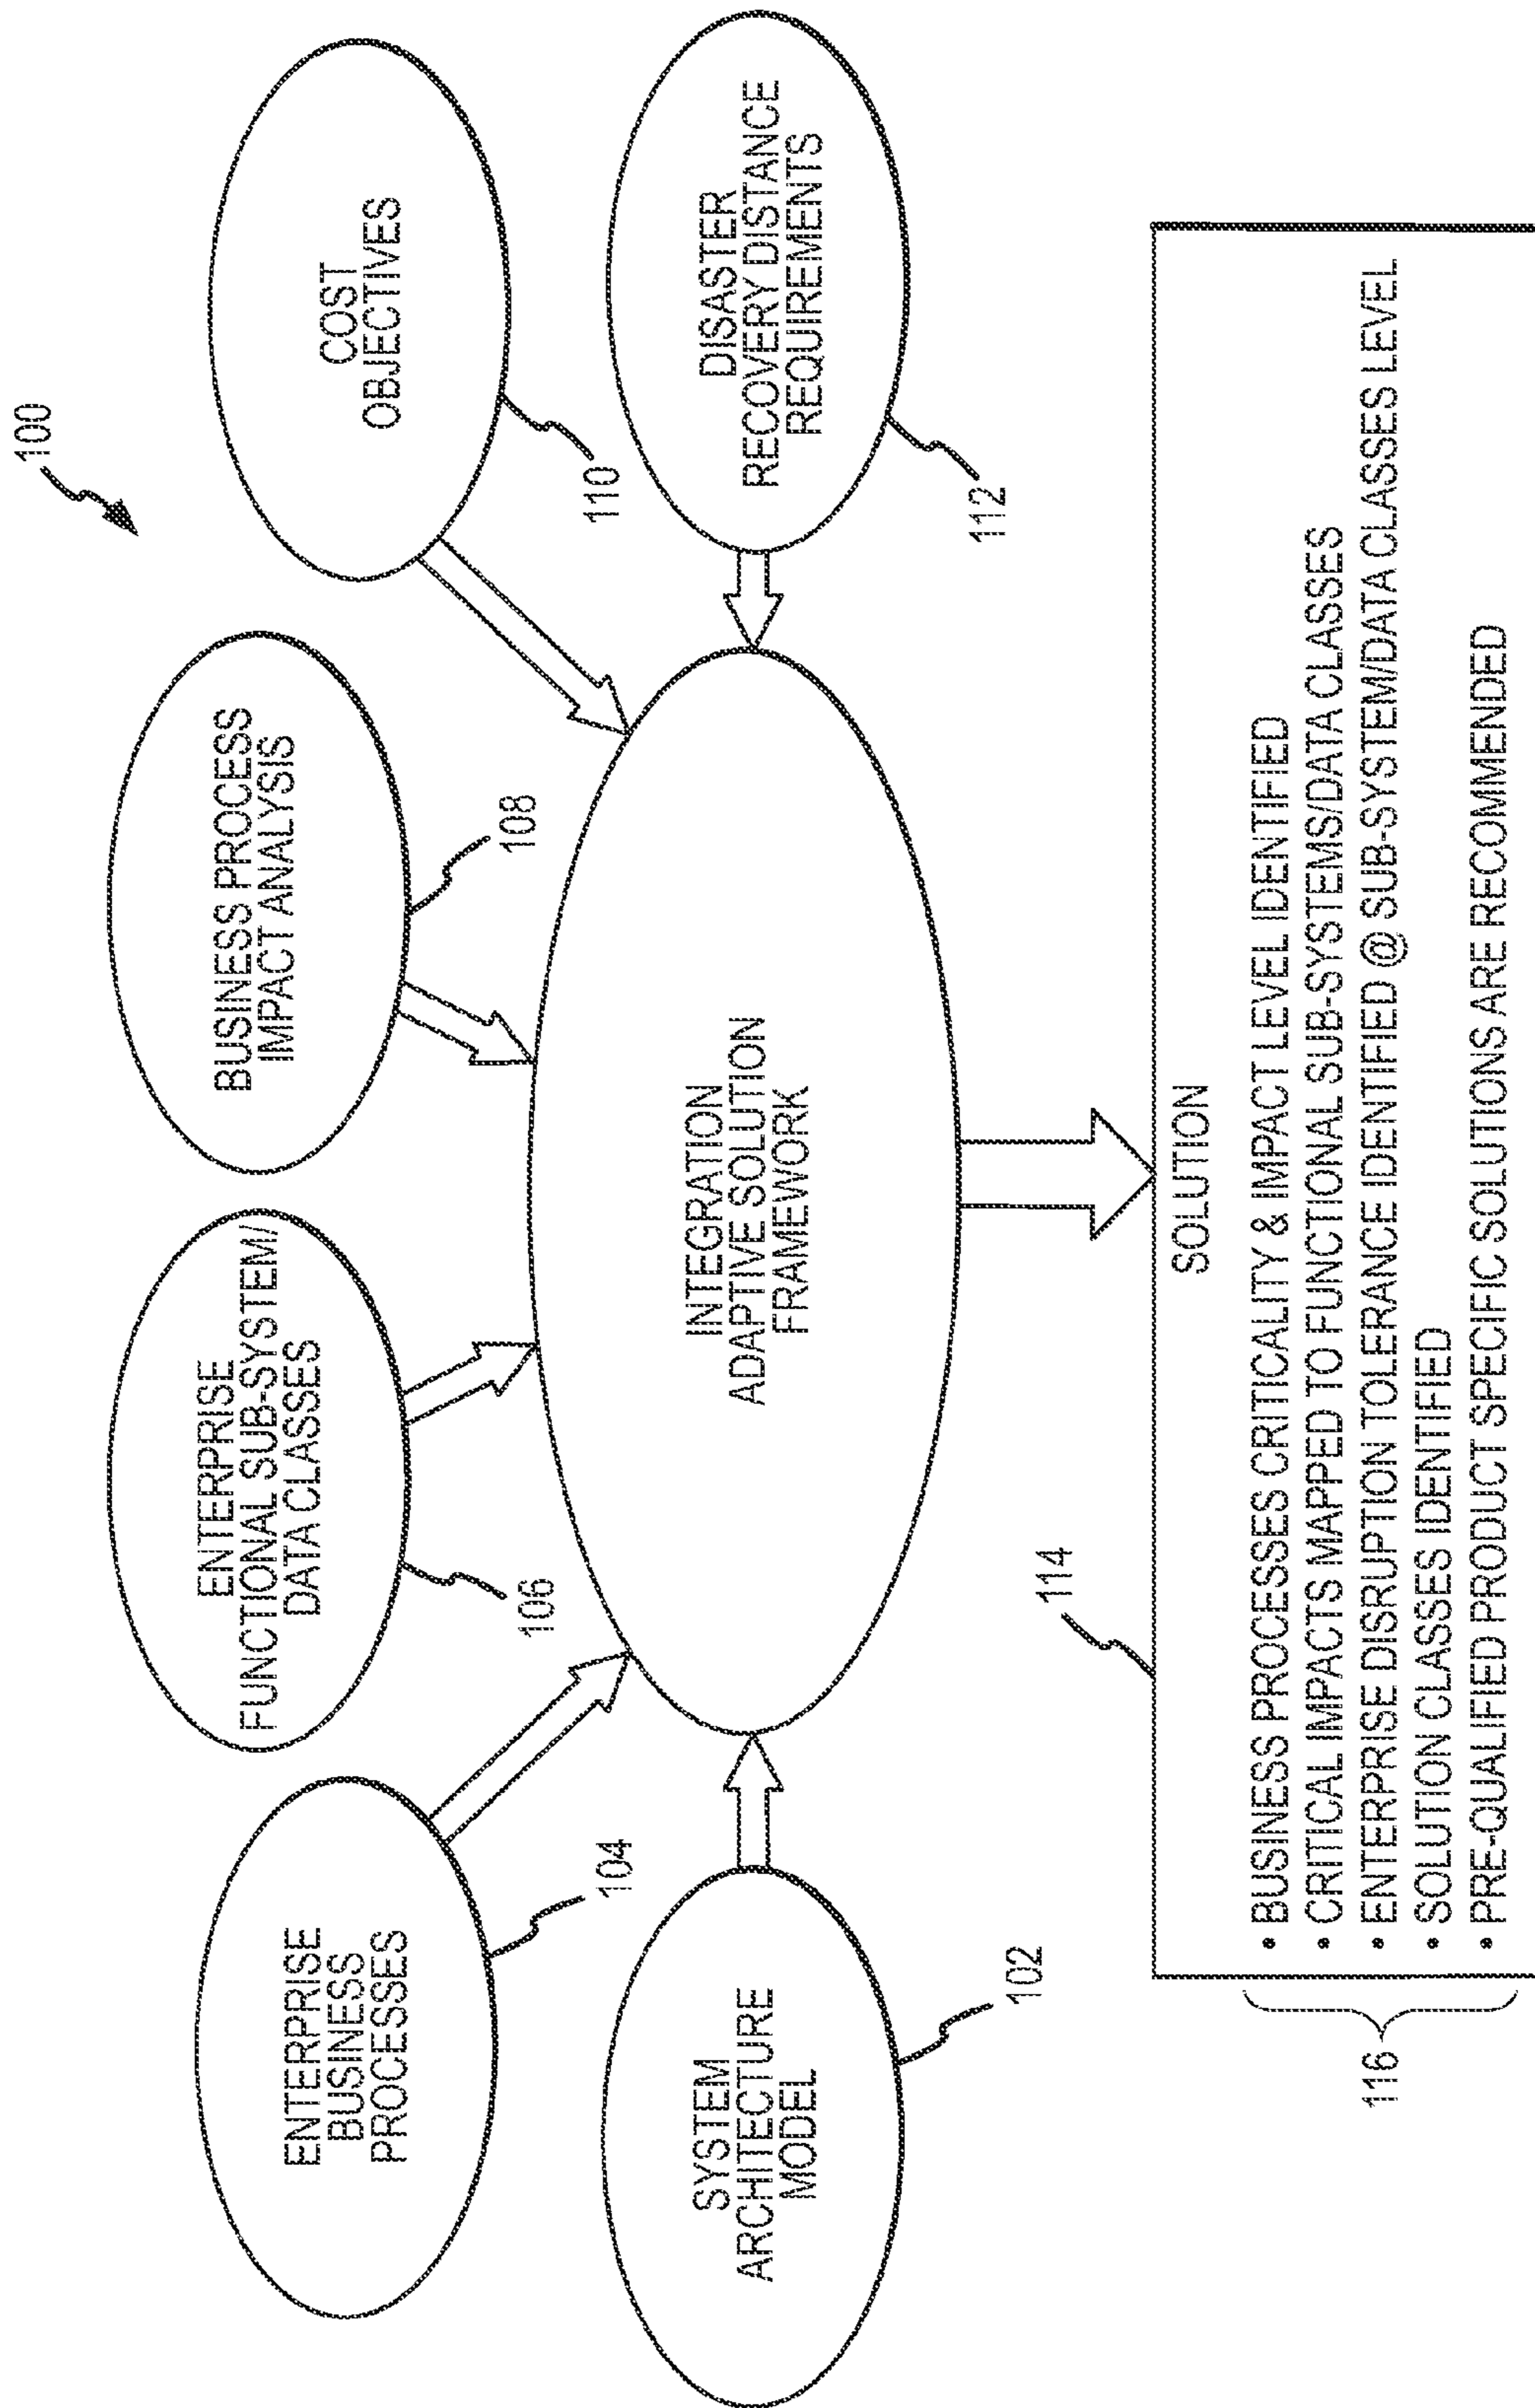 100
COST
OBJECTIVES
110
DISASTER
RECOVERY DISTANCE
REQUIREMENTS
112
BUSINESS PROCESS
IMPACT ANALYSIS
108
ENTERPRISE
FUNCTIONAL SUB-SYSTEM/
DATA CLASSES
106
ENTERPRISE
BUSINESS
PROCESSES
104
SYSTEM
ARCHITECTURE
MODEL
102
INTEGRATION
ADAPTIVE SOLUTION
FRAMEWORK
114
SOLUTION
• BUSINESS PROCESSES CRITICALITY & IMPACT LEVEL IDENTIFIED
• CRITICAL IMPACTS MAPPED TO FUNCTIONAL SUB-SYSTEMS/DATA CLASSES
• ENTERPRISE DISRUPTION TOLERANCE IDENTIFIED @ SUB-SYSTEM/DATA CLASSES LEVEL
• SOLUTION CLASSES IDENTIFIED
• PRE-QUALIFIED PRODUCT SPECIFIC SOLUTIONS ARE RECOMMENDED
116